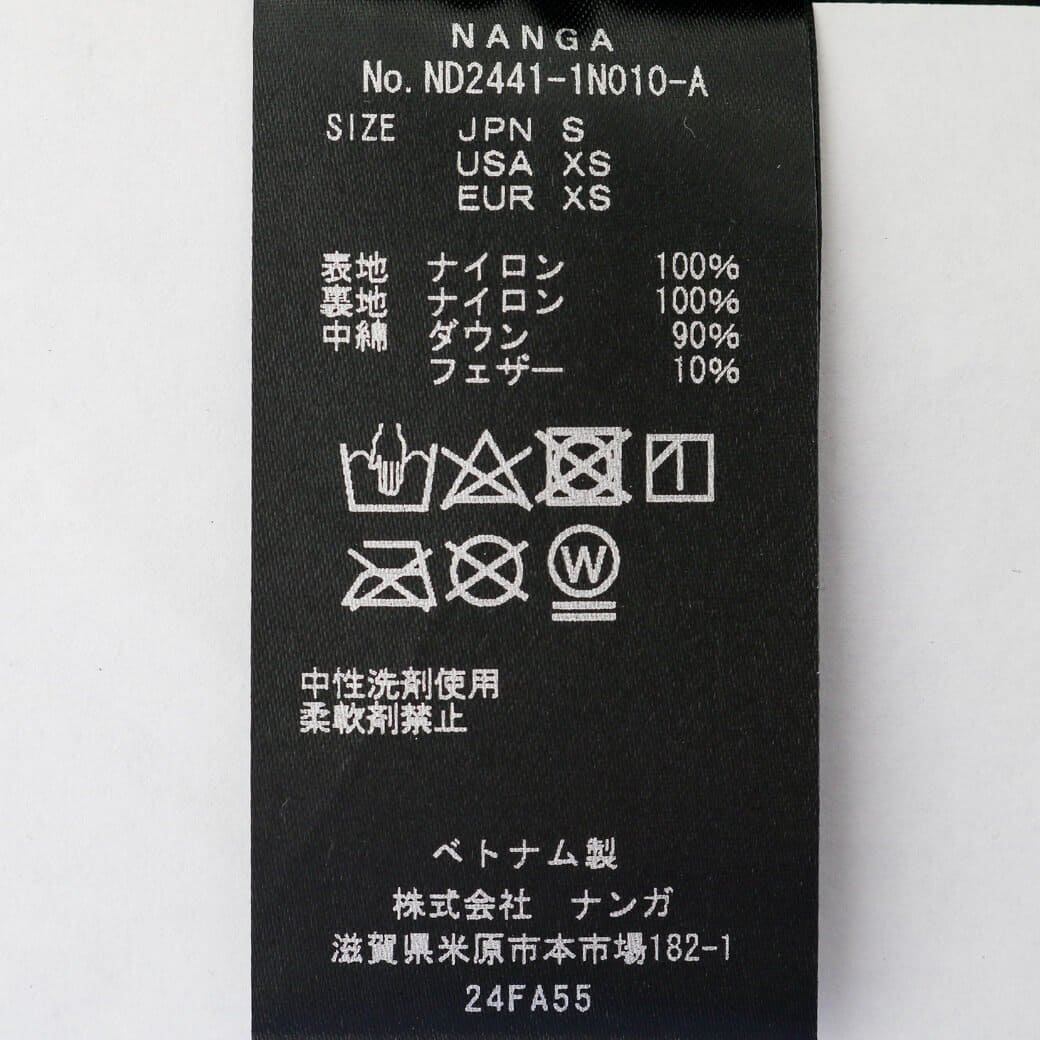 NANGA
No. ND2441-1N010-A
SIZE JPN S
USA XS
EUR XS
表地 ナイロン 100%
裏地 ナイロン 100%
中綿 ダウン 90%
フェザー 10%
W
中性洗剤使用
柔軟剤禁止
ベトナム製
株式会社 ナンガ
滋賀県米原市本市場182-1
24FA55